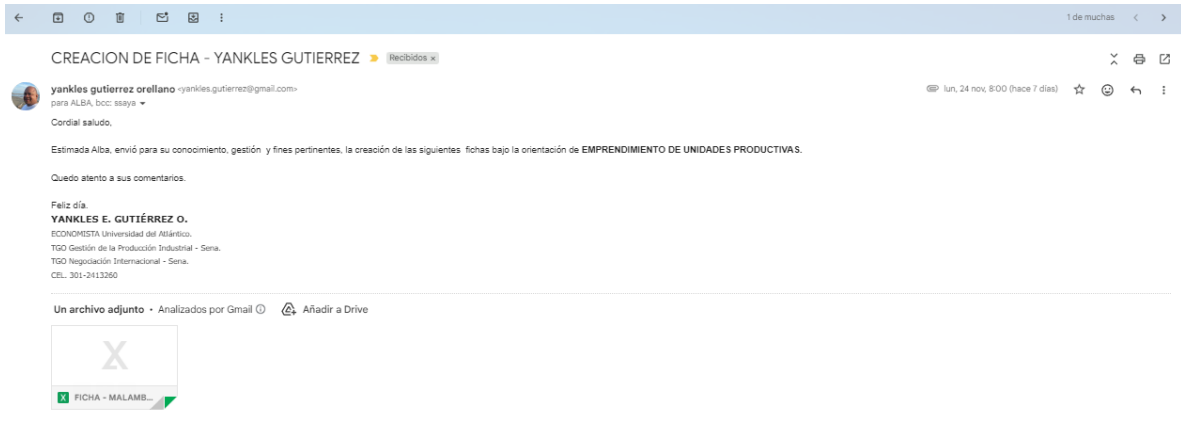 1 de muchas
CREACION DE FICHA - YANKLES GUTIERREZ Recibidos x
yankles gutierrez orellano <yankles.gutierrez@gmail.com> lun, 24 nov, 8:00 (hace 7 días)
para ALBA, bcc: ssaya
Cordial saludo,
Estimada Alba, envió para su conocimiento, gestión y fines pertinentes, la creación de las siguientes fichas bajo la orientación de EMPRENDIMIENTO DE UNIDADES PRODUCTIVAS.
Quedo atento a sus comentarios.
Feliz día.
YANKLES E. GUTIÉRREZ O.
ECONOMISTA Universidad del Atlántico.
TGO Gestión de la Producción Industrial - Sena.
TGO Negociación Internacional - Sena.
CEL. 301-2413260
Un archivo adjunto • Analizados por Gmail Añadir a Drive
X
X FICHA - MALAMB...